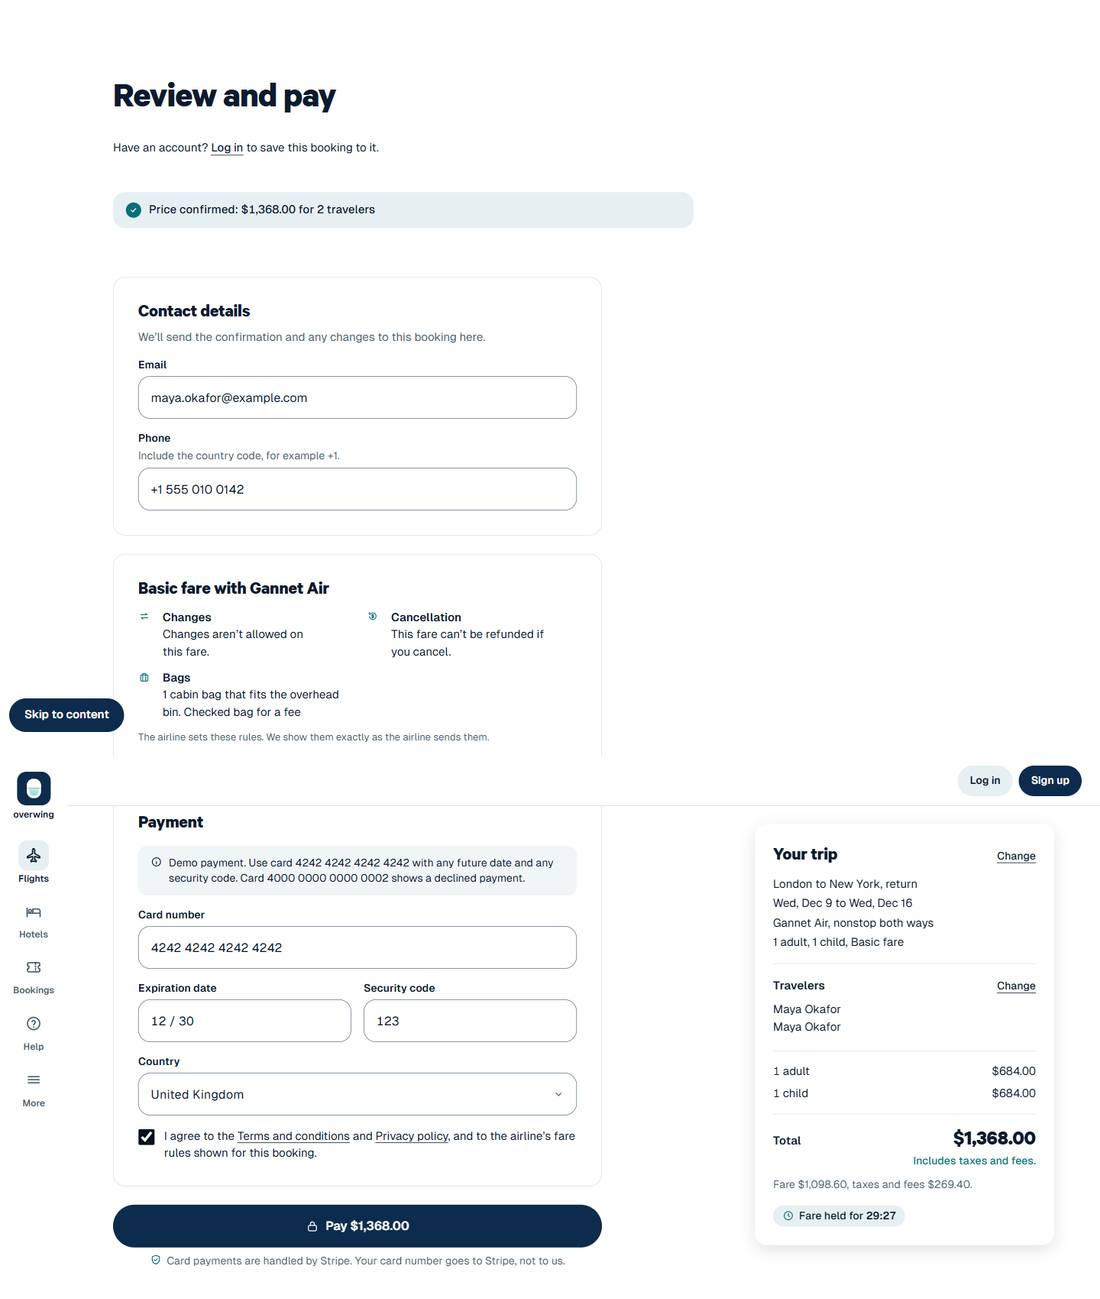 Review and pay
Have an account? Log in to save this booking to it.
Price confirmed: $1,368.00 for 2 travelers
Contact details
We'll send the confirmation and any changes to this booking here.
Email
maya.okafor@example.com
Phone
Include the country code, for example +1.
+1 555 010 0142
Basic fare with Gannet Air
Changes
Changes aren't allowed on
this fare.
Cancellation
This fare can't be refunded if
you cancel.
Bags
1 cabin bag that fits the overhead
bin. Checked bag for a fee
The airline sets these rules. We show them exactly as the airline sends them.
Skip to content
overwing
Flights
Hotels
Bookings
Help
More
Log in
Sign up
Payment
Demo payment. Use card 4242 4242 4242 4242 with any future date and any
security code. Card 4000 0000 0000 0002 shows a declined payment.
Card number
4242 4242 4242 4242
Expiration date
12 / 30
Security code
123
Country
United Kingdom
I agree to the Terms and conditions and Privacy policy, and to the airline's fare
rules shown for this booking.
Pay $1,368.00
Card payments are handled by Stripe. Your card number goes to Stripe, not to us.
Your trip
Change
London to New York, return
Wed, Dec 9 to Wed, Dec 16
Gannet Air, nonstop both ways
1 adult, 1 child, Basic fare
Travelers
Change
Maya Okafor
Maya Okafor
1 adult $684.00
1 child $684.00
Total $1,368.00
Includes taxes and fees.
Fare $1,098.60, taxes and fees $269.40.
Fare held for 29:27